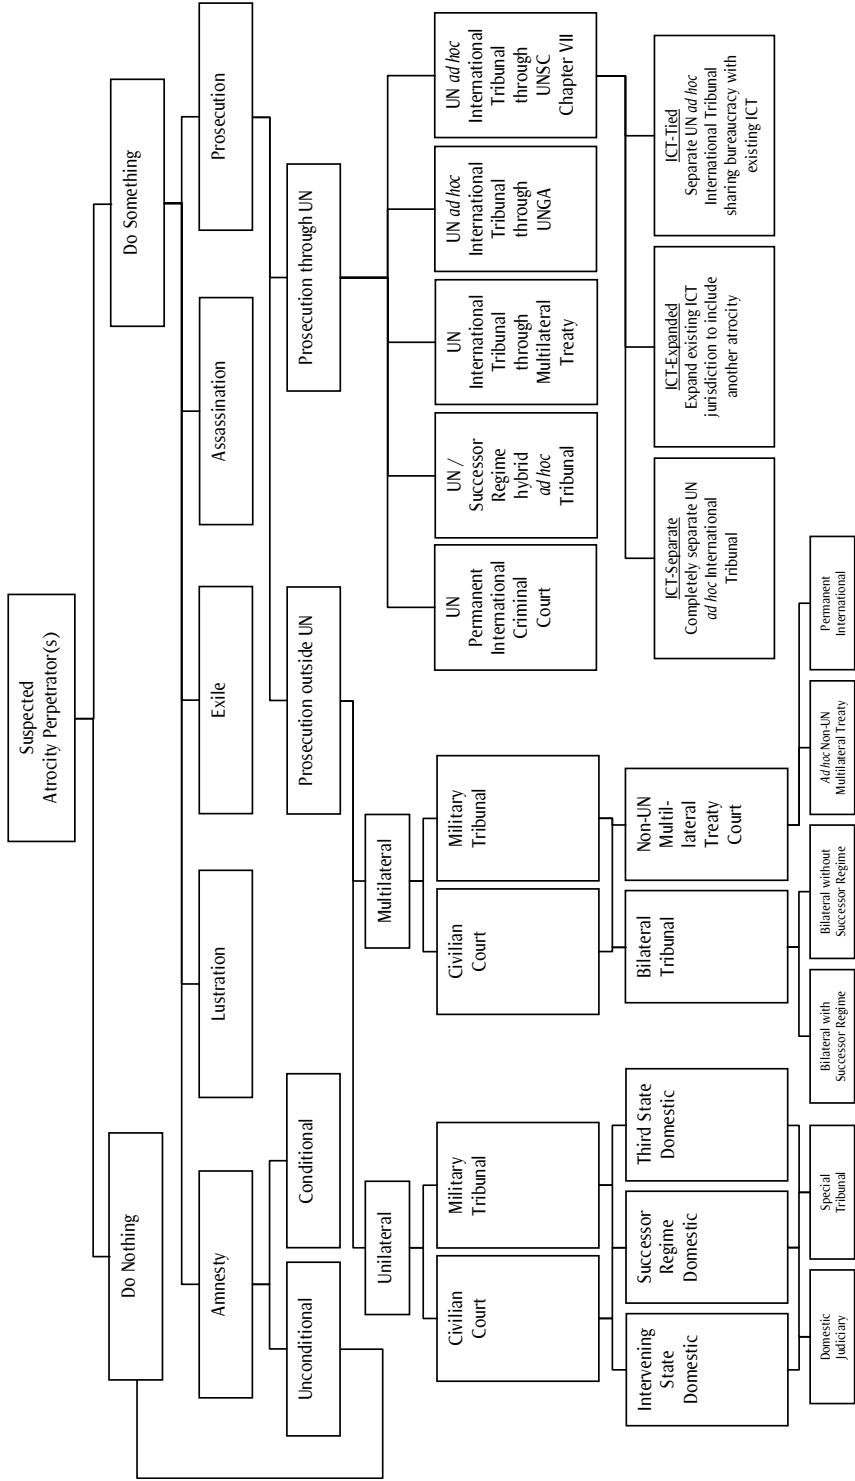 Suspected
Atrocity Perpetrator(s)
Do Nothing
Do Something
Amnesty
Lustration
Exile
Assassination
Prosecution
Unconditional
Conditional
Prosecution outside UN
Prosecution through UN
Unilateral
Multilateral
Civilian
Court
Military
Tribunal
Civilian
Court
Military
Tribunal
UN
Permanent
International
Criminal
Court
UN /
Successor
Regime
hybrid
ad hoc
Tribunal
UN
International
Tribunal
through
Multilateral
Treaty
UN ad hoc
International
Tribunal
through
UNGA
UN ad hoc
International
Tribunal
through
UNSC
Chapter VII
Intervening
State
Domestic
Successor
Regime
Domestic
Third State
Domestic
Bilateral
Tribunal
Non-UN
Multil-
lateral
Treaty
Court
ICT-Separate
Completely separate UN
ad hoc International
Tribunal
ICT-Expanded
Expand existing ICT
jurisdiction to include
another atrocity
ICT-Tied
Separate UN ad hoc
International Tribunal
sharing bureaucracy with
existing ICT
Domestic
Judiciary
Special
Tribunal
Bilateral with
Successor Regime
Bilateral without
Successor Regime
Ad hoc Non-UN
Multilateral Treaty
Permanent
International